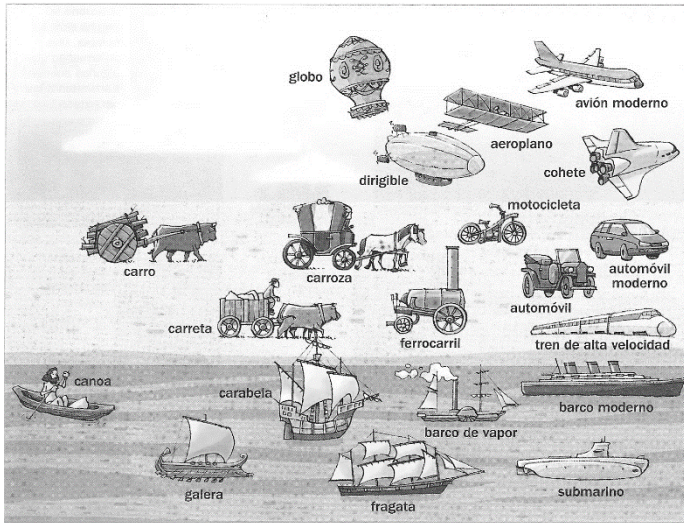 globo
avión moderno
aeroplano
cohete
dirigible
motocicleta
carro
carroza
automóvil
moderno
automóvil
carreta
ferrocarril
tren de alta velocidad
canoa
carabela
barco moderno
barco de vapor
galera
fragata
submarino